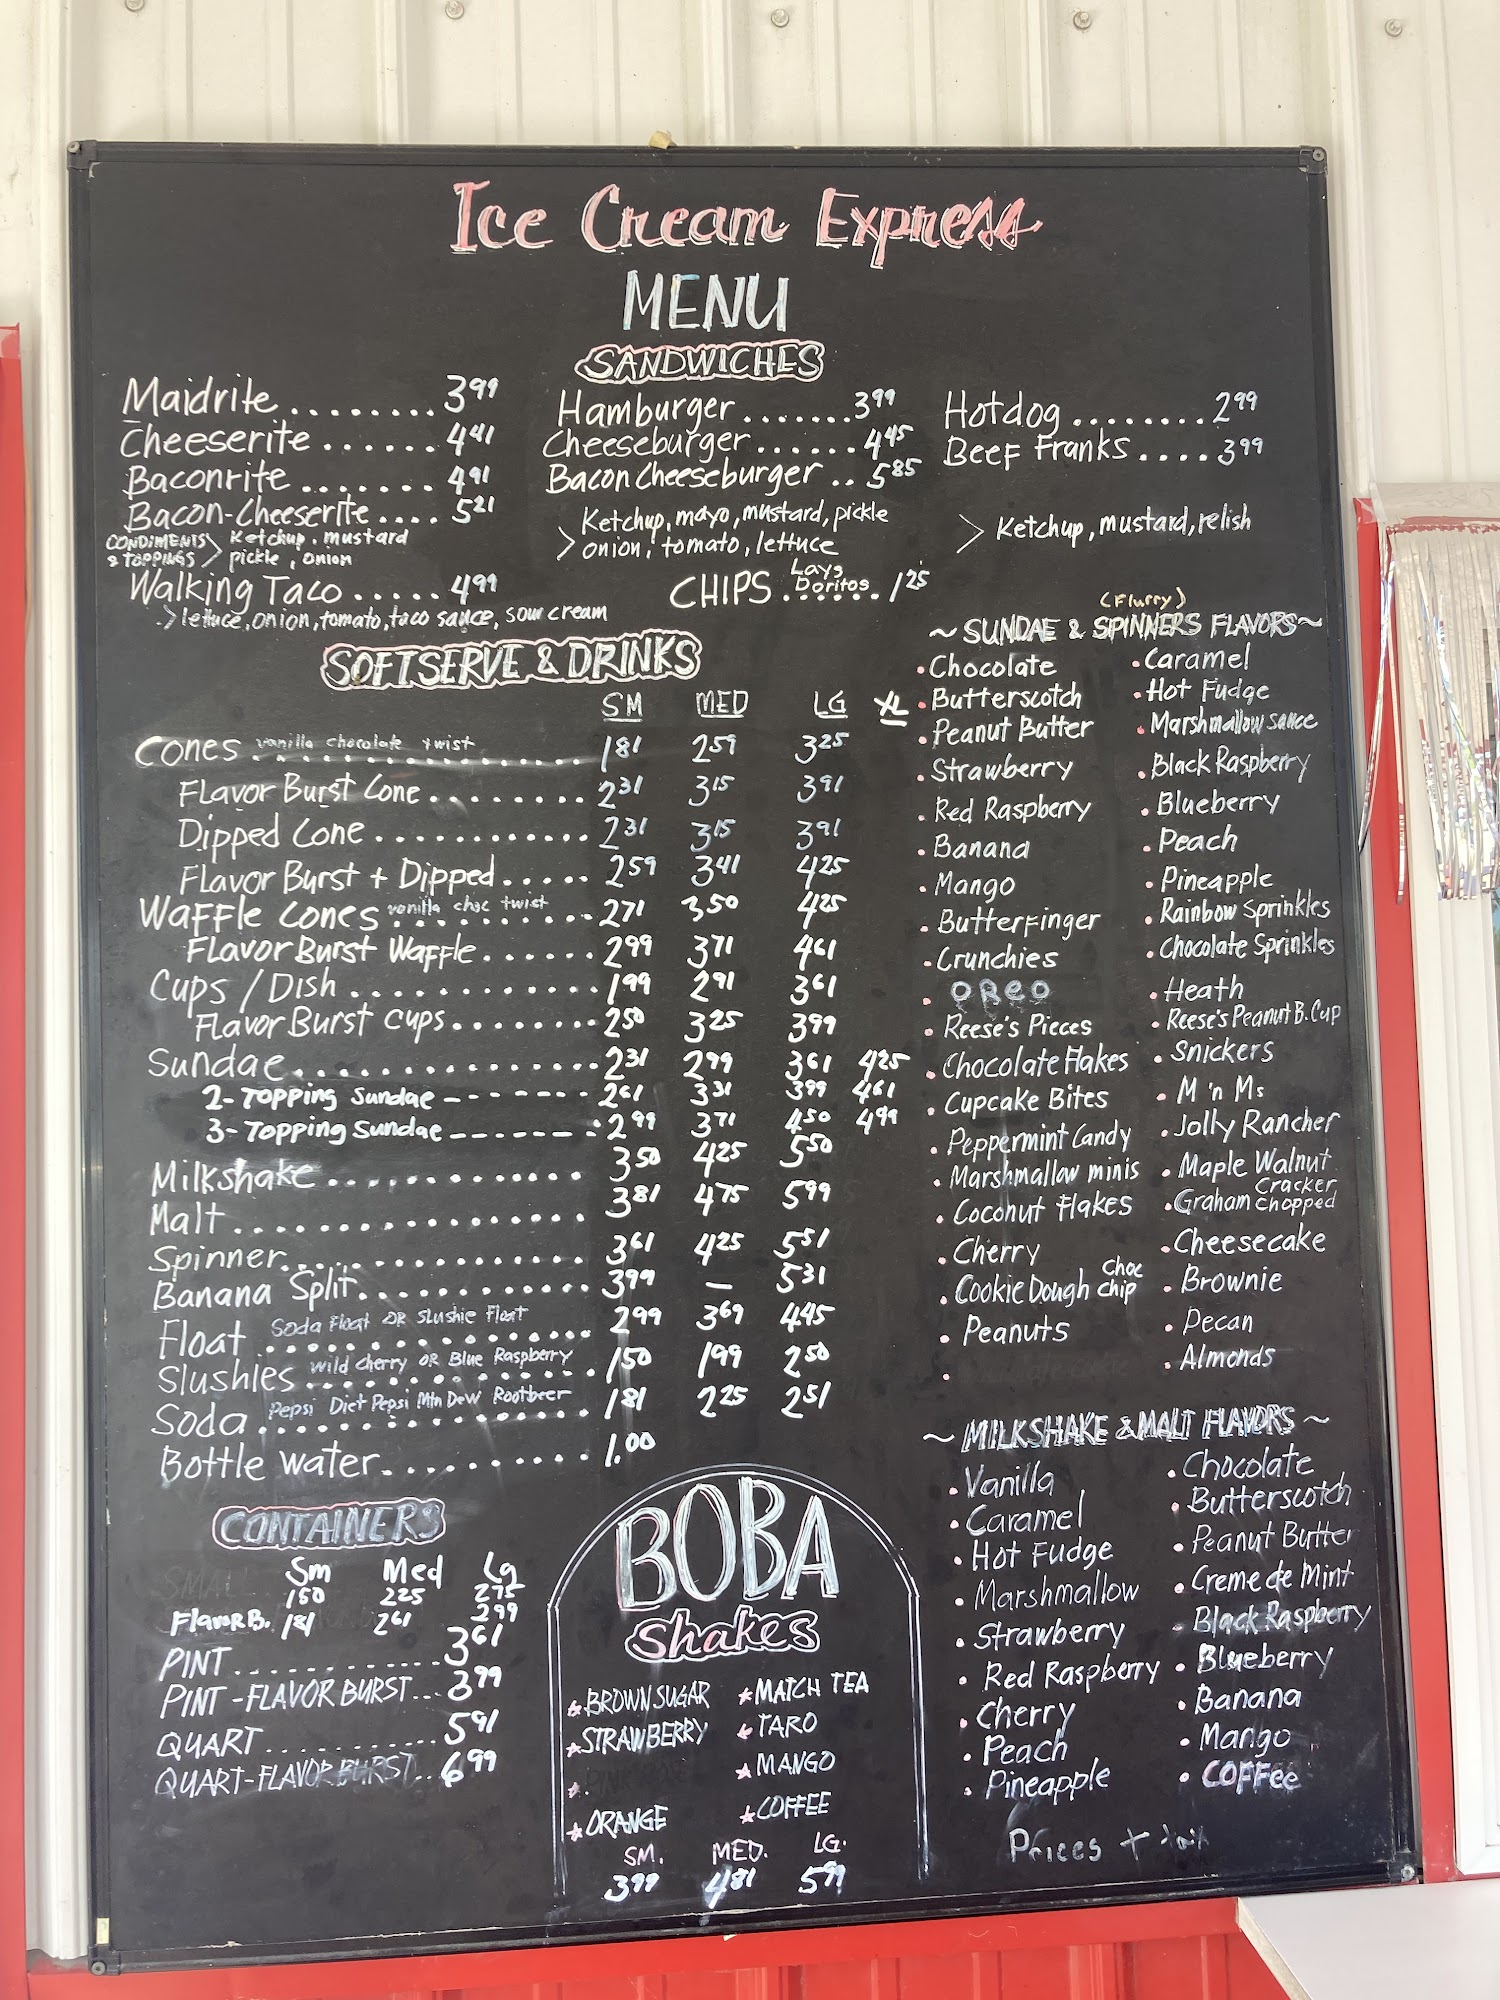 Ice Cream Express
MENU
SANDWICHES
Maidrite ......... 3.99
Cheeserite ...... 4.41
Baconrite ....... 4.91
Bacon-Cheeserite .... 5.21
CONDIMENTS & TOPPINGS > Ketchup, mustard
pickle, onion
Walking Taco ..... 4.99
> lettuce, onion, tomato, taco sauce, sour cream
Hamburger ....... 3.99
Cheeseburger ...... 4.45
Bacon Cheeseburger .. 5.85
> Ketchup, mayo, mustard, pickle
onion, tomato, lettuce
CHIPS Lays Doritos ...... 1.25
Hotdog ........ 2.99
Beef Franks .... 3.99
> Ketchup, mustard, relish
SOFTSERVE & DRINKS
SM MED LG XL
Cones vanilla chocolate twist 1.81 2.59 3.25
Flavor Burst Cone ........ 2.31 3.15 3.91
Dipped Cone ............ 2.31 3.15 3.91
Flavor Burst + Dipped ..... 2.59 3.41 4.25
Waffle Cones vanilla choc twist 2.71 3.50 4.25
Flavor Burst Waffle ...... 2.99 3.71 4.61
Cups / Dish ............ 1.99 2.91 3.61
Flavor Burst Cups ........ 2.50 3.25 3.99
Sundae ............... 2.31 2.99 3.61 4.25
2-Topping Sundae ------- 2.61 3.31 3.99 4.61
3-Topping Sundae ------- 2.99 3.71 4.50 4.99
Milkshake ............. 3.50 4.25 5.50
Malt ................. 3.81 4.75 5.99
Spinner ............... 3.61 4.25 5.51
Banana Split ............ 3.99 — 5.31
Float Soda Float OR Slushie Float 2.99 3.69 4.45
Slushies Wild Cherry OR Blue Raspberry 1.50 1.99 2.50
Soda Pepsi Diet Pepsi Mtn Dew Rootbeer 1.81 2.25 2.51
Bottle water .......... 1.00
(Flurry)
~ SUNDAE & SPINNERS FLAVORS ~
• Chocolate
• Butterscotch
• Peanut Butter
• Strawberry
• Red Raspberry
• Banana
• Mango
• Butterfinger
• Crunchies
• OREO
• Reese's Pieces
• Chocolate Flakes
• Cupcake Bites
• Peppermint Candy
• Marshmallow minis
• Coconut Flakes
• Cherry
• Cookie Dough Choc chip
• Peanuts
• Caramel
• Hot Fudge
• Marshmallow sauce
• Black Raspberry
• Blueberry
• Peach
• Pineapple
• Rainbow Sprinkles
• Chocolate Sprinkles
• Heath
• Reese's Peanut B. Cup
• Snickers
• M 'n Ms
• Jolly Rancher
• Maple Walnut
• Graham Cracker Chopped
• Cheesecake
• Brownie
• Pecan
• Almonds
~ MILKSHAKE & MALT FLAVORS ~
• Vanilla
• Caramel
• Hot Fudge
• Marshmallow
• Strawberry
• Red Raspberry
• Cherry
• Peach
• Pineapple
• Chocolate
• Butterscotch
• Peanut Butter
• Creme de Mint
• Black Raspberry
• Blueberry
• Banana
• Mango
• COFFee
Prices +
CONTAINERS
Sm Med Lg
1.50 2.25 2.75
Flavor B. 1.81 2.61 2.99
PINT ............ 3.61
PINT - FLAVOR BURST ... 3.99
QUART ........... 5.91
QUART - FLAVOR BURST .. 6.99
BOBA
Shakes
★ BROWN SUGAR
★ STRAWBERRY
★ ORANGE
★ MATCH TEA
★ TARO
★ MANGO
★ COFFEE
SM. MED. LG.
3.99 4.81 5.99